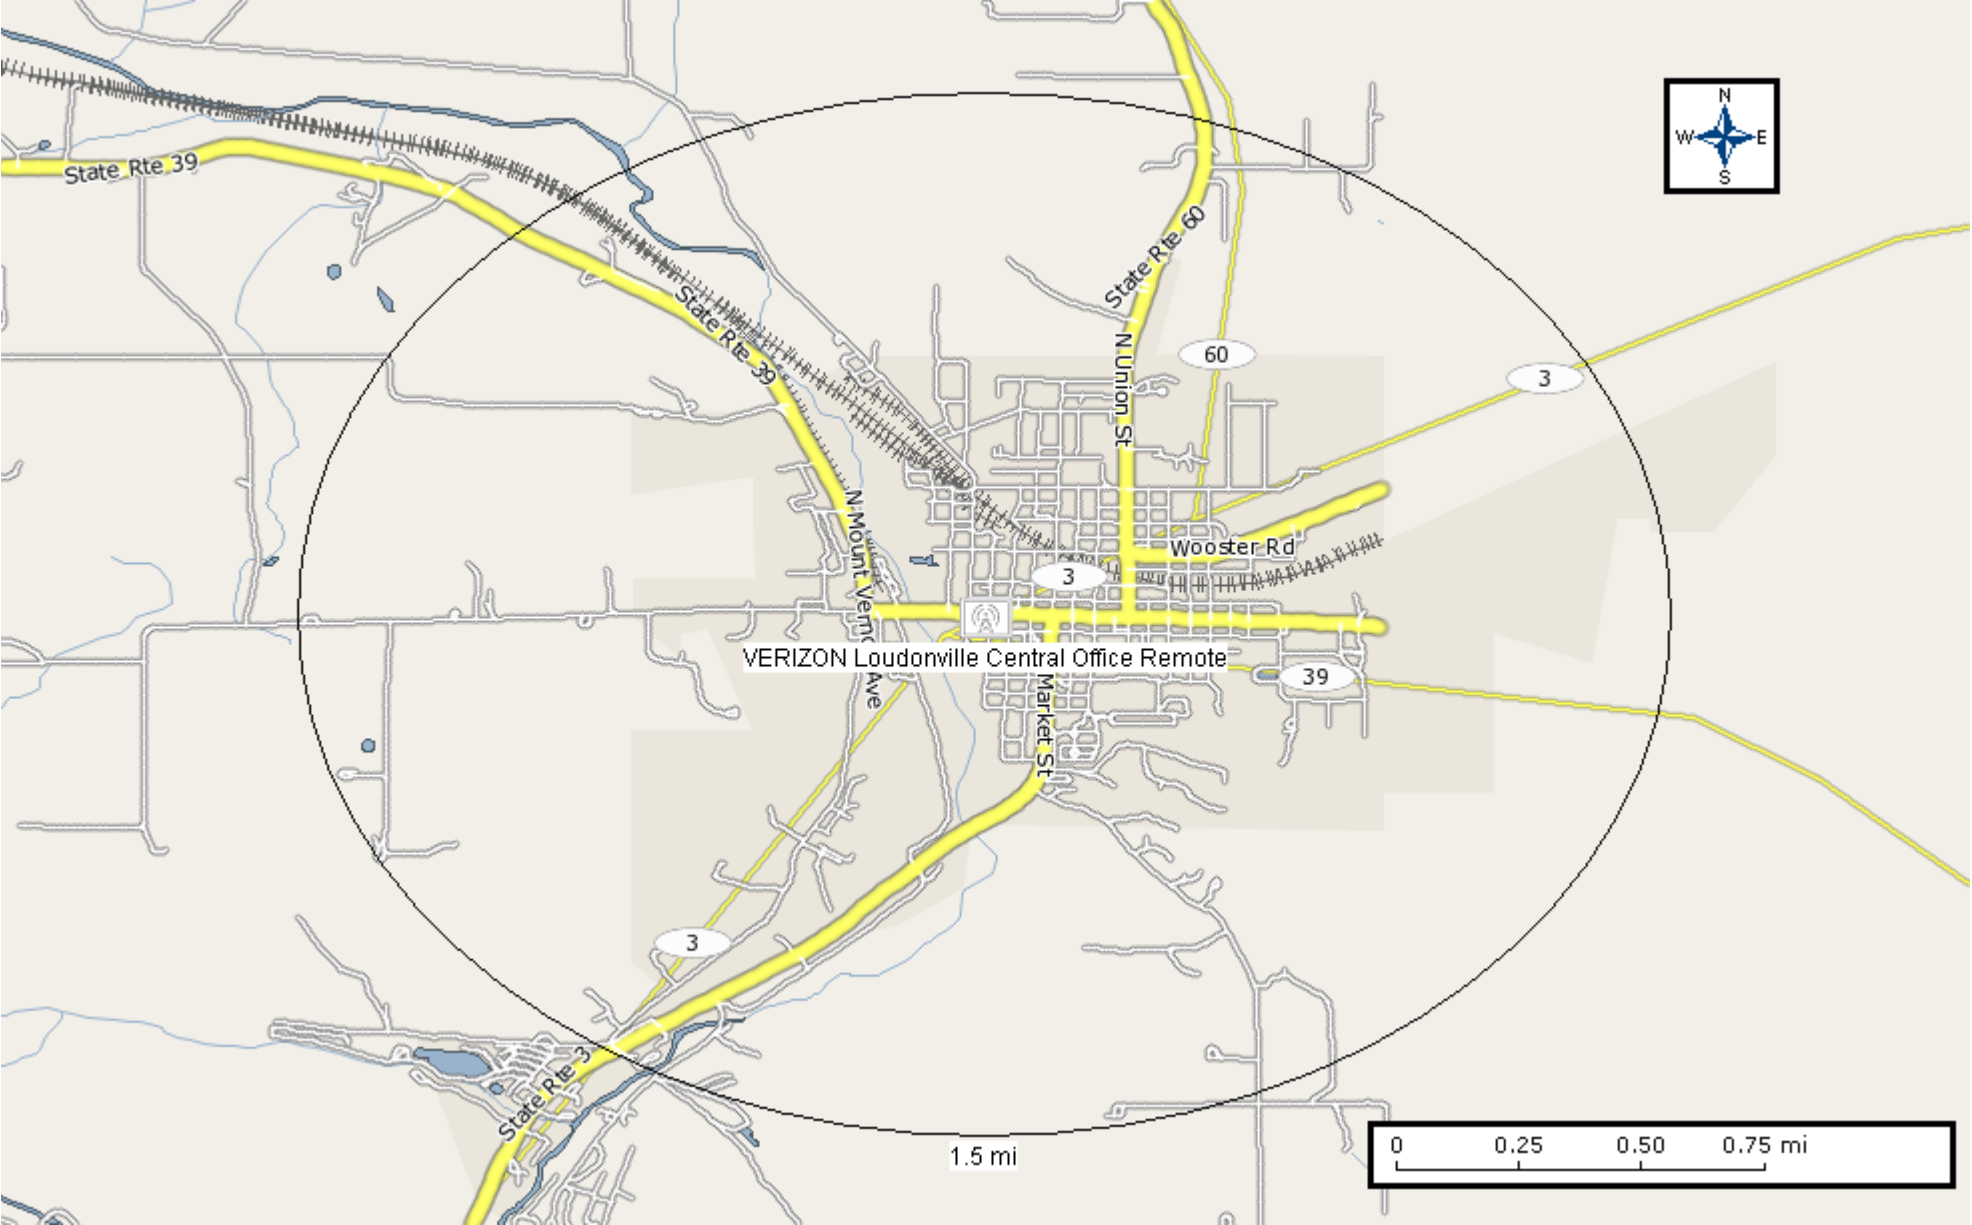 N
W E
S
State Rte 39
State Rte 60
State Rte 39
N Union St
60
3
N Mount Vernon Ave
Wooster Rd
3
VERIZON Loudonville Central Office Remote
39
Market St
3
State Rte 3
1.5 mi
0 0.25 0.50 0.75 mi